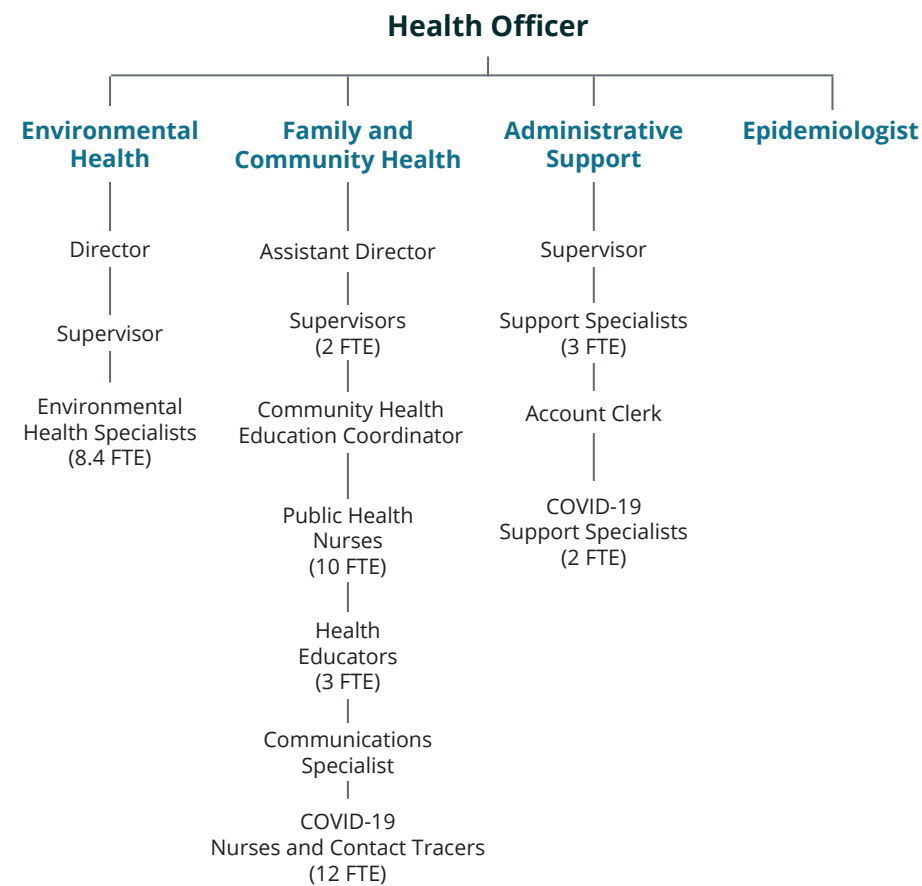 Health Officer
Environmental
Health
Director
Supervisor
Environmental
Health Specialists
(8.4 FTE)
Family and
Community Health
Assistant Director
Supervisors
(2 FTE)
Community Health
Education Coordinator
Public Health
Nurses
(10 FTE)
Health
Educators
(3 FTE)
Communications
Specialist
COVID-19
Nurses and Contact Tracers
(12 FTE)
Administrative
Support
Supervisor
Support Specialists
(3 FTE)
Account Clerk
COVID-19
Support Specialists
(2 FTE)
Epidemiologist